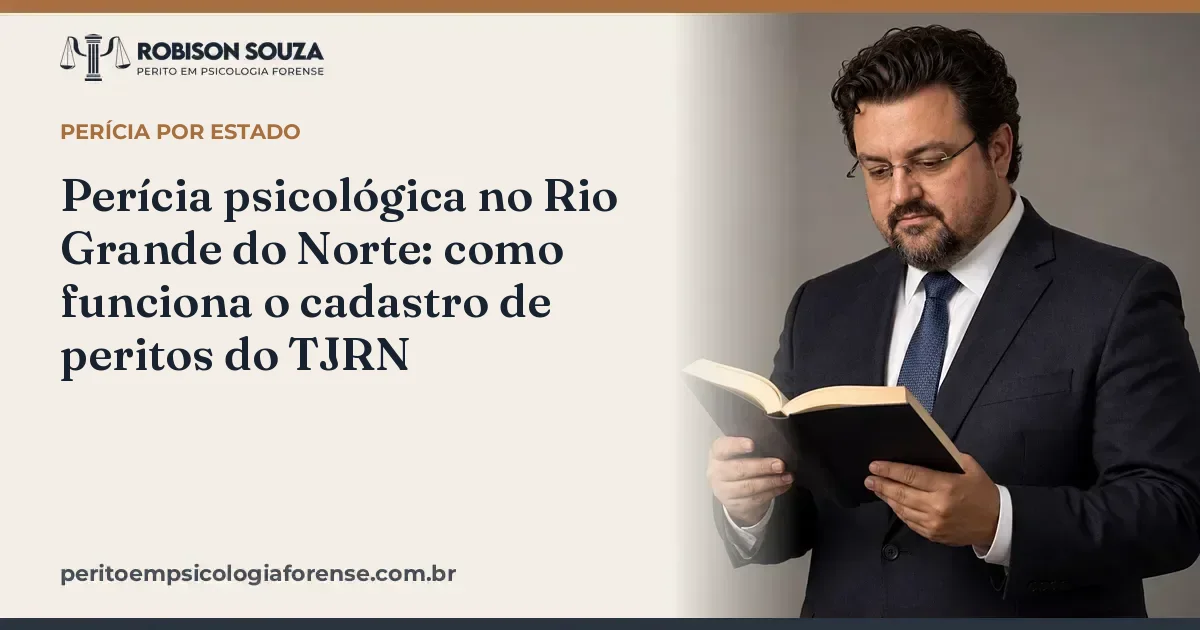 ROBISON SOUZA
PERITO EM PSICOLOGIA FORENSE
PERÍCIA POR ESTADO
Perícia psicológica no Rio
Grande do Norte: como
funciona o cadastro de
peritos do TJRN
peritoempsicologiaforense.com.br